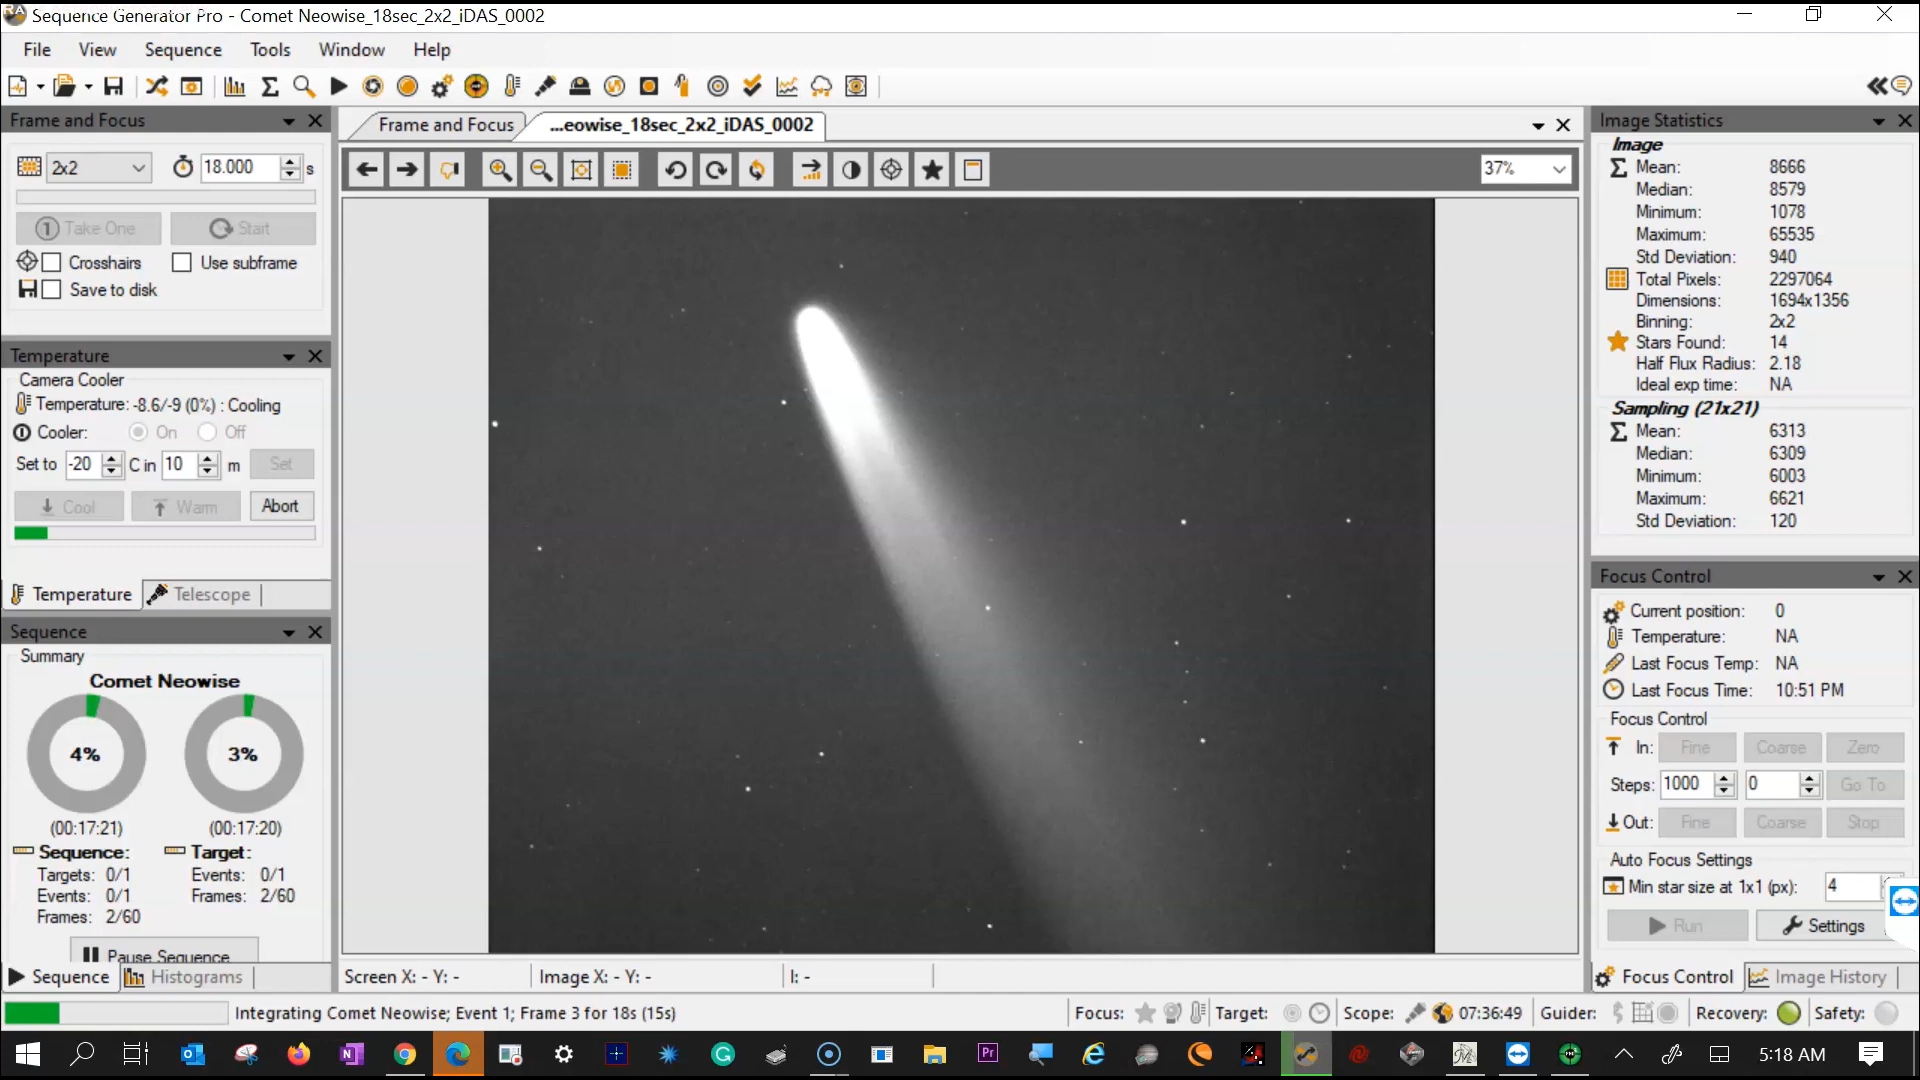 Sequence Generator Pro - Comet Neowise_18sec_2x2_iDAS_0002
File View Sequence Tools Window Help
Frame and Focus
2x2 18.000 s
Take One Start
Crosshairs Use subframe
Save to disk
Temperature
Camera Cooler
Temperature: -8.6/-9 (0%) : Cooling
Cooler: On Off
Set to -20 C in 10 m Set
Cool Warm Abort
Temperature Telescope
Sequence
Summary
Comet Neowise
4% 3%
(00:17:21) (00:17:20)
Sequence: Target:
Targets: 0/1 Events: 0/1
Events: 0/1 Frames: 2/60
Frames: 2/60
Pause Sequence
Sequence Histograms
Frame and Focus ...eowise_18sec_2x2_iDAS_0002
37%
Screen X: - Y: - Image X: - Y: - I: -
Image Statistics
Image
Mean: 8666
Median: 8579
Minimum: 1078
Maximum: 65535
Std Deviation: 940
Total Pixels: 2297064
Dimensions: 1694x1356
Binning: 2x2
Stars Found: 14
Half Flux Radius: 2.18
Ideal exp time: NA
Sampling (21x21)
Mean: 6313
Median: 6309
Minimum: 6003
Maximum: 6621
Std Deviation: 120
Focus Control
Current position: 0
Temperature: NA
Last Focus Temp: NA
Last Focus Time: 10:51 PM
Focus Control
In: Fine Coarse Zero
Steps: 1000 0 Go To
Out: Fine Coarse Stop
Auto Focus Settings
Min star size at 1x1 (px): 4
Run Settings
Focus Control Image History
Integrating Comet Neowise; Event 1; Frame 3 for 18s (15s) Focus: Target: Scope: 07:36:49 Guider: Recovery: Safety:
5:18 AM